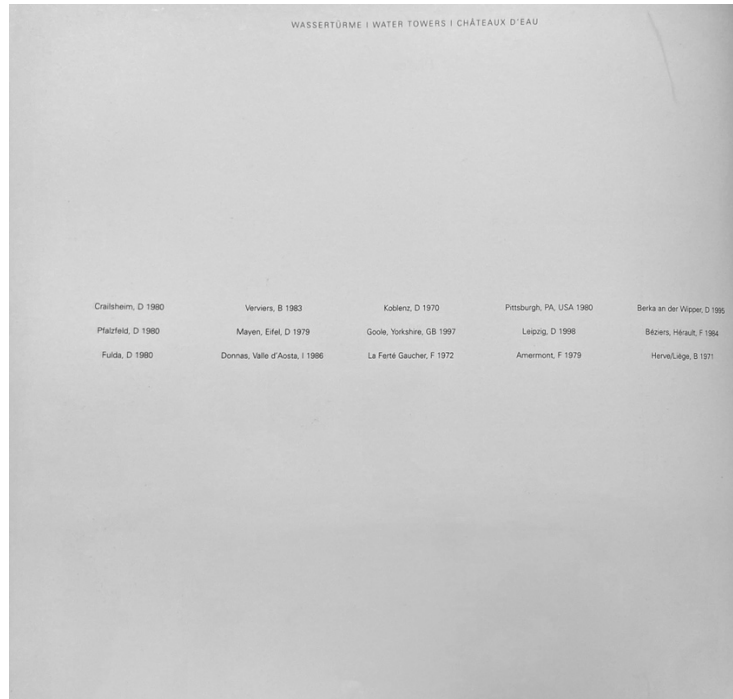 WASSERTÜRME I WATER TOWERS I CHÂTEAUX D'EAU
Crailsheim, D 1980 Verviers, B 1983 Koblenz, D 1970 Pittsburgh, PA, USA 1980 Berka an der Wipper, D 1995
Pfalzfeld, D 1980 Mayen, Eifel, D 1979 Goole, Yorkshire, GB 1997 Leipzig, D 1998 Béziers, Hérault, F 1984
Fulda, D 1980 Donnas, Valle d'Aosta, I 1986 La Ferté Gaucher, F 1972 Amermont, F 1979 Herve/Liège, B 1971